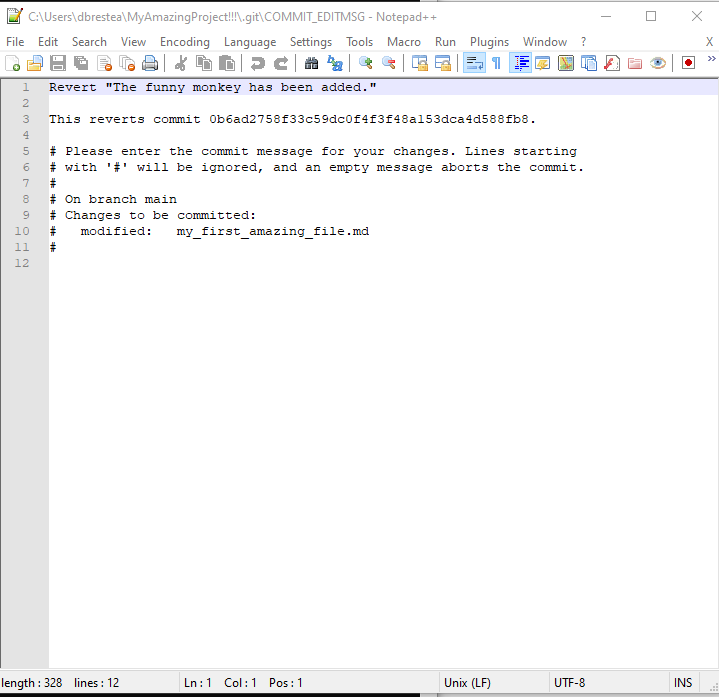 C:\Users\dbrestea\MyAmazingProject!!!\.git\COMMIT_EDITMSG - Notepad++
File Edit Search View Encoding Language Settings Tools Macro Run Plugins Window ? X
1 Revert "The funny monkey has been added."
2
3 This reverts commit 0b6ad2758f33c59dc0f4f3f48a153dca4d588fb8.
4
5 # Please enter the commit message for your changes. Lines starting
6 # with '#' will be ignored, and an empty message aborts the commit.
7 #
8 # On branch main
9 # Changes to be committed:
10 #   modified:   my_first_amazing_file.md
11 #
12
length : 328 lines : 12 Ln : 1 Col : 1 Pos : 1 Unix (LF) UTF-8 INS